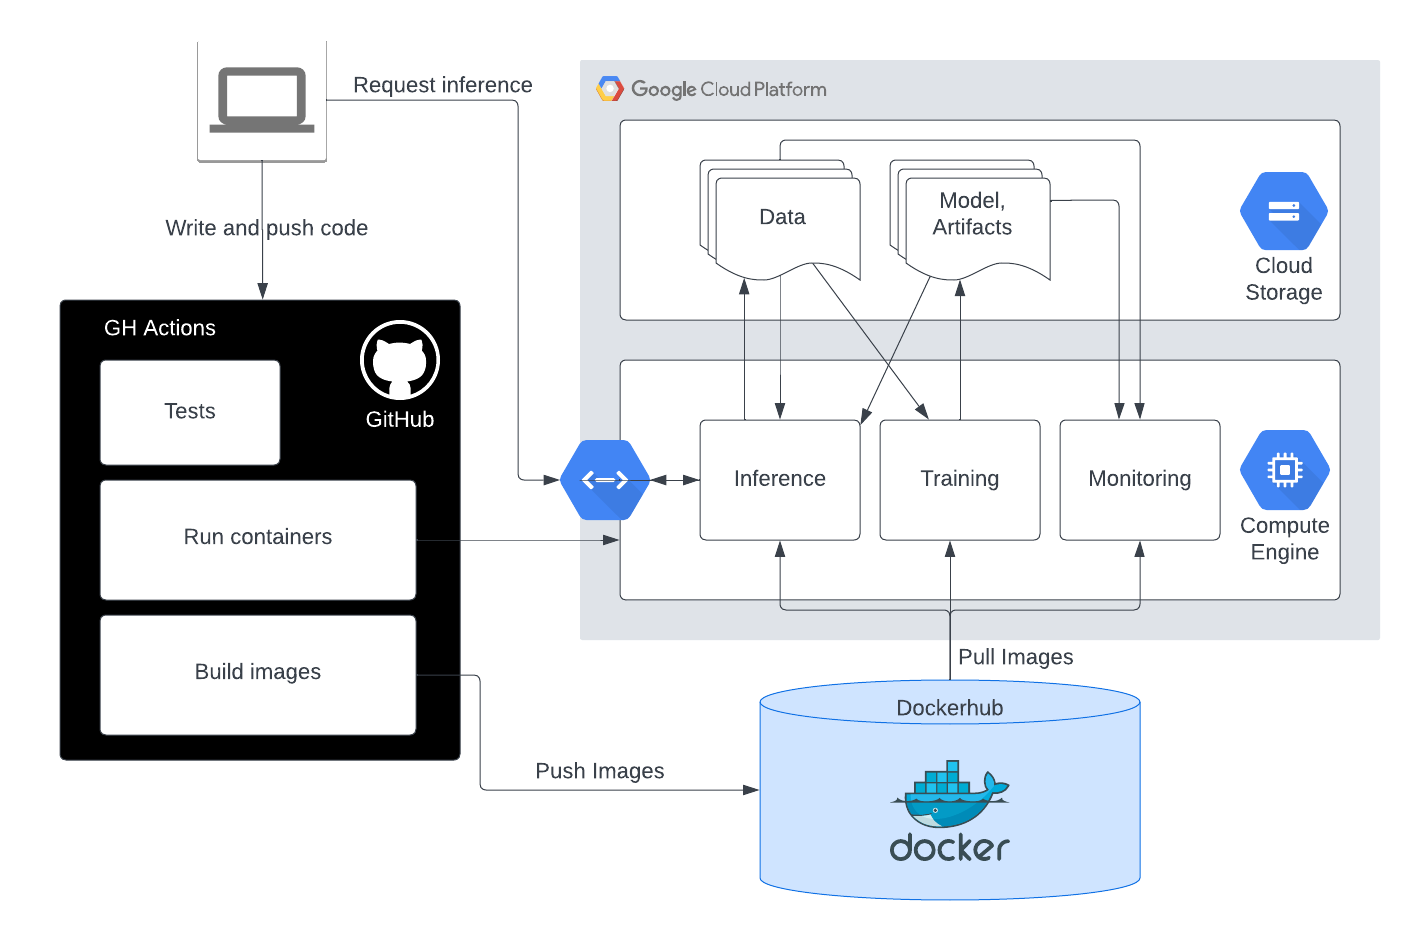 Request inference
Google Cloud Platform
Write and push code
Data
Model,
Artifacts
Cloud
Storage
GH Actions
GitHub
Tests
Run containers
Build images
Inference
Training
Monitoring
Compute
Engine
Pull Images
Push Images
Dockerhub
docker